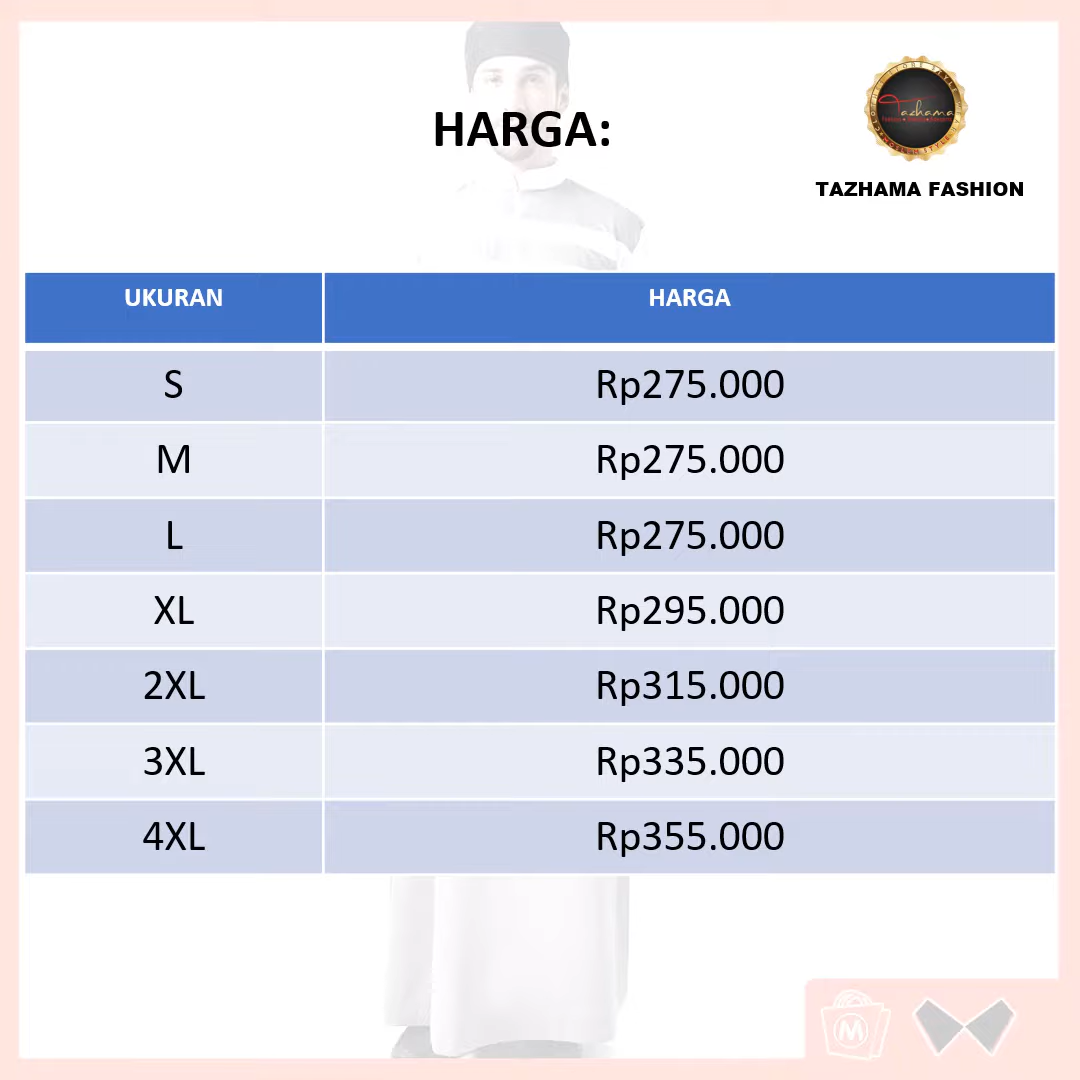 HARGA:
Tazhama
TAZHAMA FASHION
UKURAN HARGA
S Rp275.000
M Rp275.000
L Rp275.000
XL Rp295.000
2XL Rp315.000
3XL Rp335.000
4XL Rp355.000
M